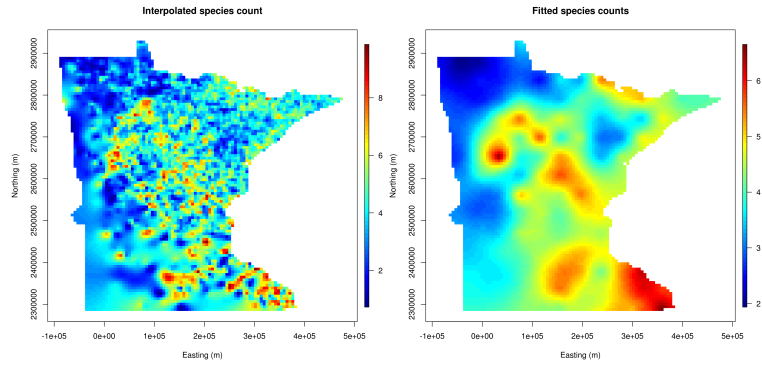 Interpolated species count
Northing (m)
2900000
2800000
2700000
2600000
2500000
2400000
2300000
-1e+05
0e+00
1e+05
2e+05
3e+05
4e+05
5e+05
Easting (m)
8
6
4
2
Fitted species counts
Northing (m)
2900000
2800000
2700000
2600000
2500000
2400000
2300000
-1e+05
0e+00
1e+05
2e+05
3e+05
4e+05
5e+05
Easting (m)
6
5
4
3
2